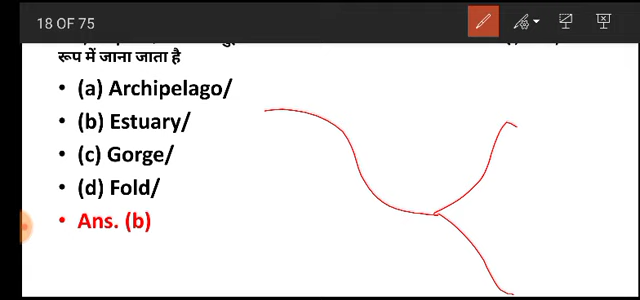 18 OF 75
रूप में जाना जाता है
• (a) Archipelago/
• (b) Estuary/
• (c) Gorge/
• (d) Fold/
• Ans. (b)